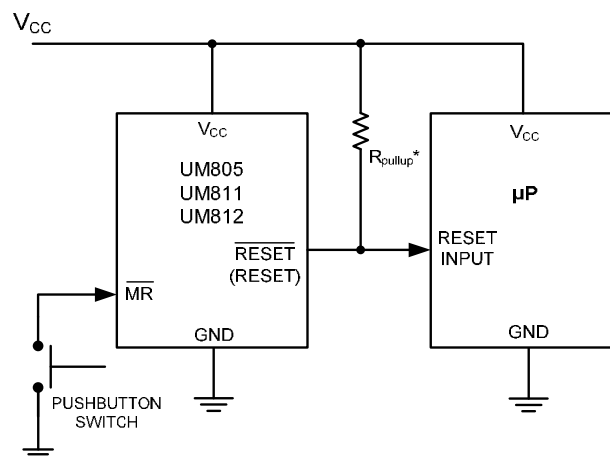 VCC
VCC
UM805
UM811
UM812
RESET
(RESET)
MR
GND
PUSHBUTTON
SWITCH
Rpullup*
VCC
µP
RESET
INPUT
GND